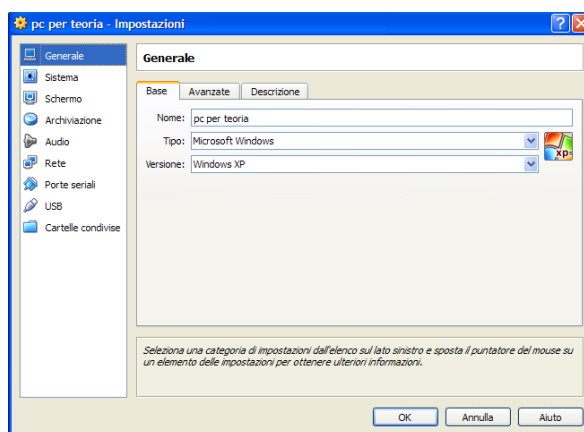 pc per teoria - Impostazioni
Generale
Sistema
Schermo
Archiviazione
Audio
Rete
Porte seriali
USB
Cartelle condivise
Generale
Base Avanzate Descrizione
Nome: pc per teoria
Tipo: Microsoft Windows
Versione: Windows XP
xp
Seleziona una categoria di impostazioni dall'elenco sul lato sinistro e sposta il puntatore del mouse su
un elemento delle impostazioni per ottenere ulteriori informazioni.
OK Annulla Aiuto